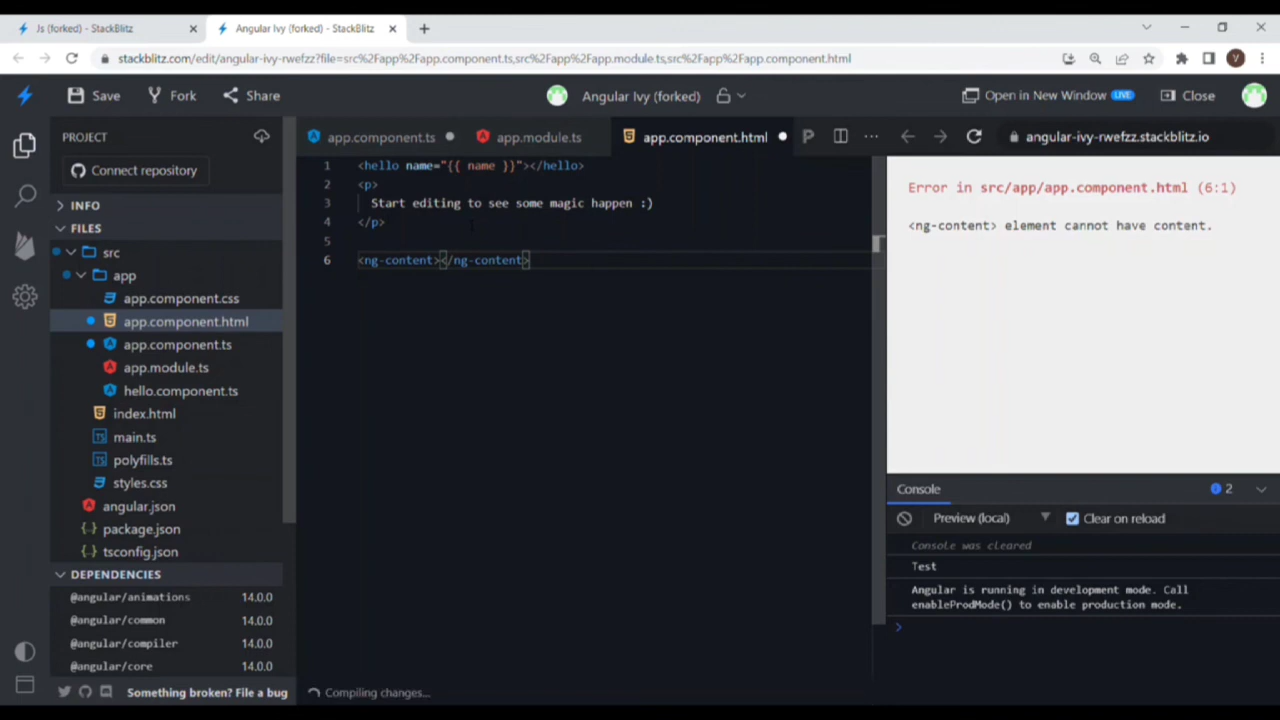 Js (forked) - StackBlitz
Angular Ivy (forked) - StackBlitz
stackblitz.com/edit/angular-ivy-rwefzz?file=src%2Fapp%2Fapp.component.ts,src%2Fapp%2Fapp.module.ts,src%2Fapp%2Fapp.component.html
V
Save
Fork
Share
Angular Ivy (forked)
Open in New Window LIVE
Close
PROJECT
Connect repository
INFO
FILES
src
app
app.component.css
app.component.html
app.component.ts
app.module.ts
hello.component.ts
index.html
main.ts
polyfills.ts
styles.css
angular.json
package.json
tsconfig.json
DEPENDENCIES
@angular/animations 14.0.0
@angular/common 14.0.0
@angular/compiler 14.0.0
@angular/core 14.0.0
Something broken? File a bug
app.component.ts
app.module.ts
app.component.html
1 <hello name="{{ name }}"></hello>
2 <p>
3 Start editing to see some magic happen :)
4 </p>
5
6 <ng-content></ng-content>
Compiling changes...
angular-ivy-rwefzz.stackblitz.io
Error in src/app/app.component.html (6:1)
<ng-content> element cannot have content.
Console
2
Preview (local)
Clear on reload
Console was cleared
Test
Angular is running in development mode. Call
enableProdMode() to enable production mode.